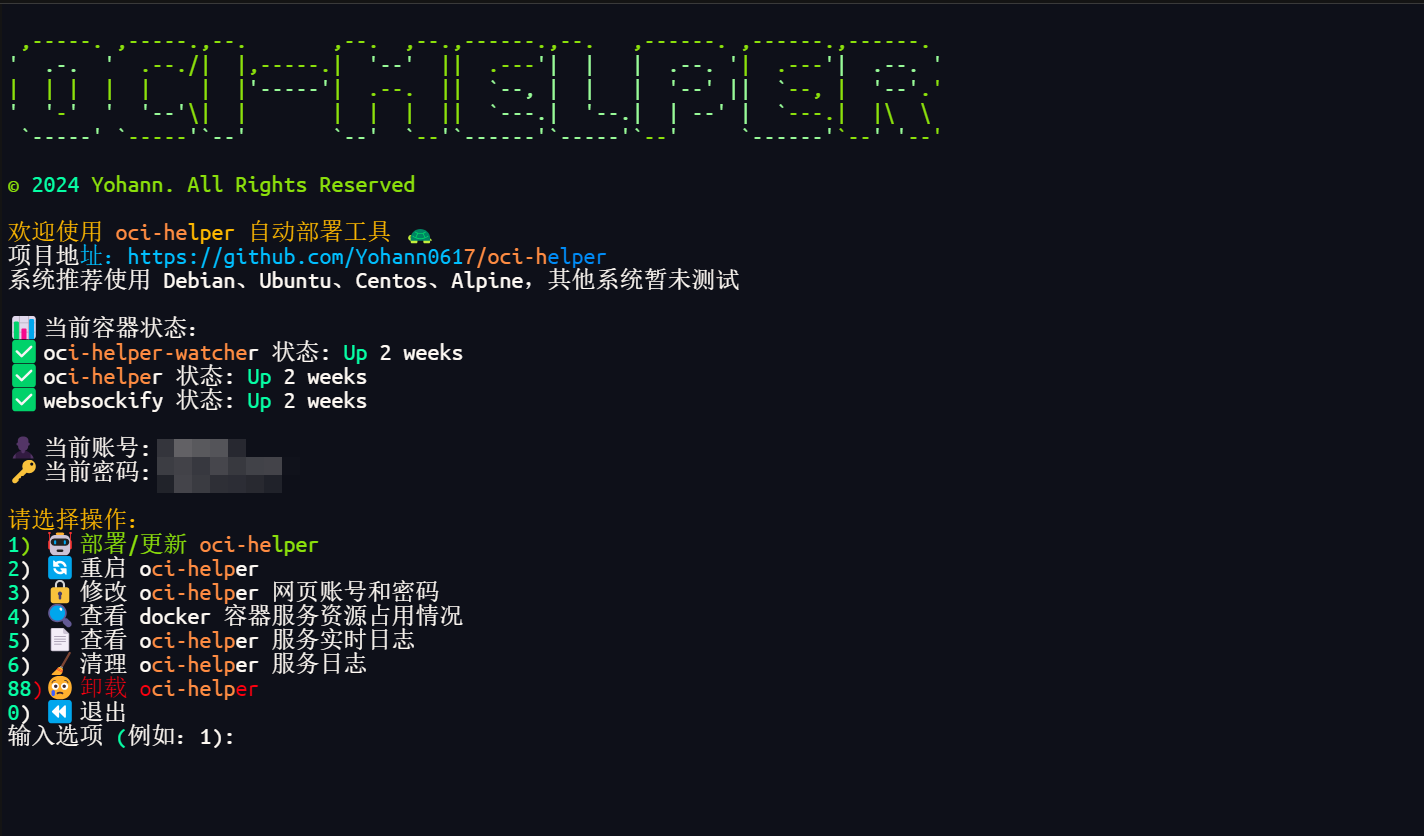 OCI-HELPER
© 2024 Yohann. All Rights Reserved
欢迎使用 oci-helper 自动部署工具
项目地址：https://github.com/Yohann0617/oci-helper
系统推荐使用 Debian、Ubuntu、Centos、Alpine，其他系统暂未测试
当前容器状态：
oci-helper-watcher 状态: Up 2 weeks
oci-helper 状态: Up 2 weeks
websockify 状态: Up 2 weeks
当前账号:
当前密码:
请选择操作：
1) 部署/更新 oci-helper
2) 重启 oci-helper
3) 修改 oci-helper 网页账号和密码
4) 查看 docker 容器服务资源占用情况
5) 查看 oci-helper 服务实时日志
6) 清理 oci-helper 服务日志
88) 卸载 oci-helper
0) 退出
输入选项 (例如：1):